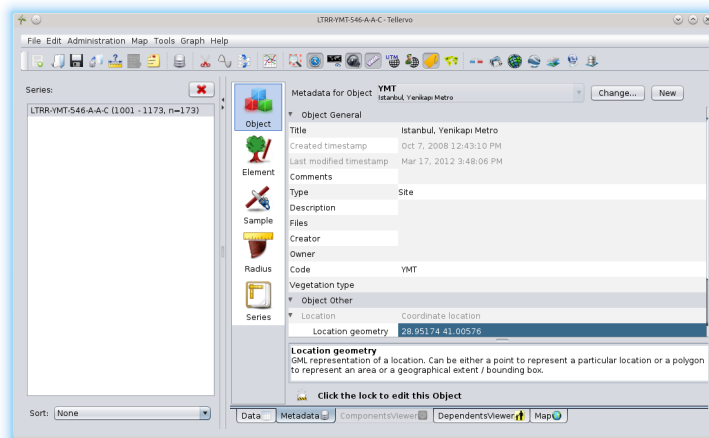 LTRR-YMT-546-A-A-C - Tellervo
File Edit Administration Map Tools Graph Help
UTM
Series:
LTRR-YMT-546-A-A-C (1001 - 1173, n=173)
Sort: None
Object
Element
Sample
Radius
Series
Metadata for Object YMT
Istanbul, Yenikapı Metro
Change... New
Object General
Title Istanbul, Yenikapı Metro
Created timestamp Oct 7, 2008 12:43:10 PM
Last modified timestamp Mar 17, 2012 3:48:06 PM
Comments
Type Site
Description
Files
Creator
Owner
Code YMT
Vegetation type
Object Other
Location Coordinate location
Location geometry 28.95174 41.00576
Location geometry
GML representation of a location. Can be either a point to represent a particular location or a polygon
to represent an area or a geographical extent / bounding box.
Click the lock to edit this Object
Data Metadata ComponentsViewer DependentsViewer Map